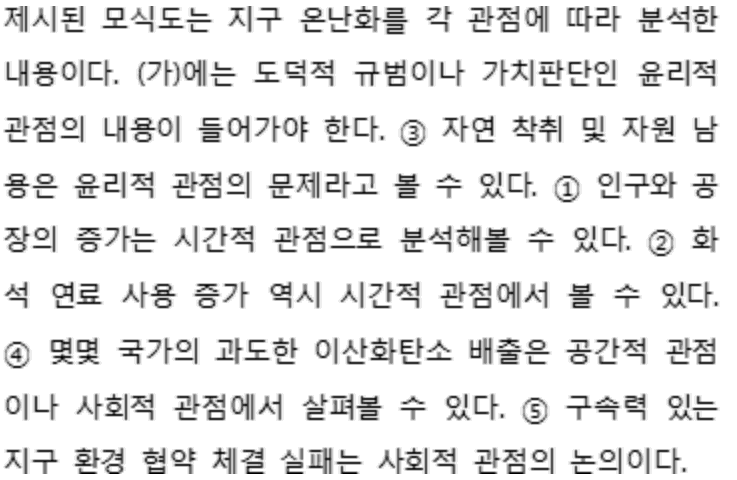 제시된 모식도는 지구 온난화를 각 관점에 따라 분석한
내용이다. (가)에는 도덕적 규범이나 가치판단인 윤리적
관점의 내용이 들어가야 한다. ③ 자연 착취 및 자원 남
용은 윤리적 관점의 문제라고 볼 수 있다. ① 인구와 공
장의 증가는 시간적 관점으로 분석해볼 수 있다. ② 화
석 연료 사용 증가 역시 시간적 관점에서 볼 수 있다.
④ 몇몇 국가의 과도한 이산화탄소 배출은 공간적 관점
이나 사회적 관점에서 살펴볼 수 있다. ⑤ 구속력 있는
지구 환경 협약 체결 실패는 사회적 관점의 논의이다.